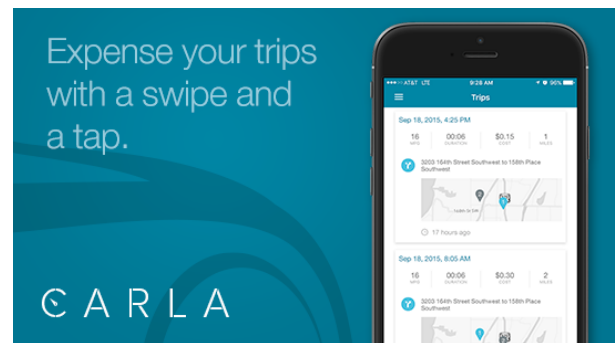 Expense your trips
with a swipe and
a tap.
CARLA
AT&T LTE 9:28 AM 96%
Trips
Sep 18, 2015, 4:25 PM
16 00:06 $0.15 1
MPG DURATION COST MILES
3203 164th Street Southwest to 158th Place
Southwest
17 hours ago
Sep 18, 2015, 8:05 AM
16 00:06 $0.30 2
MPG DURATION COST MILES
3203 164th Street Southwest to 158th Place
Southwest